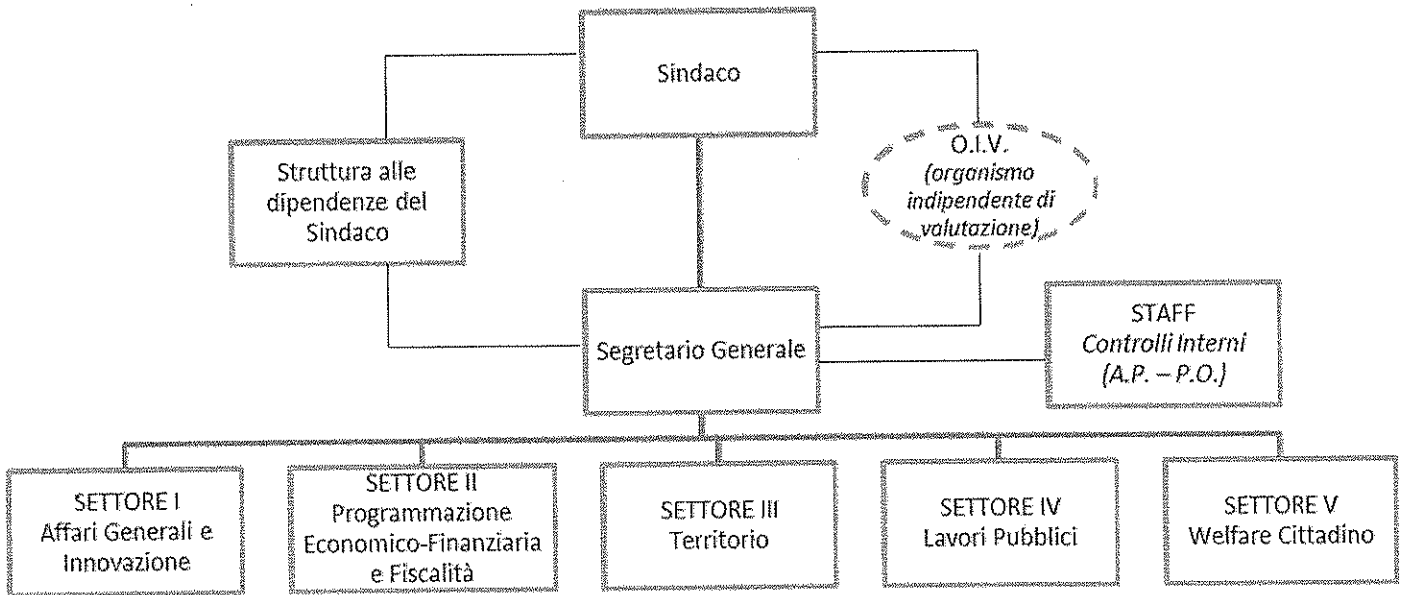 Sindaco
Struttura alle
dipendenze del
Sindaco
O.I.V.
(organismo
indipendente di
valutazione)
Segretario Generale
STAFF
Controlli Interni
(A.P. – P.O.)
SETTORE I
Affari Generali e
Innovazione
SETTORE II
Programmazione
Economico-Finanziaria
e Fiscalità
SETTORE III
Territorio
SETTORE IV
Lavori Pubblici
SETTORE V
Welfare Cittadino